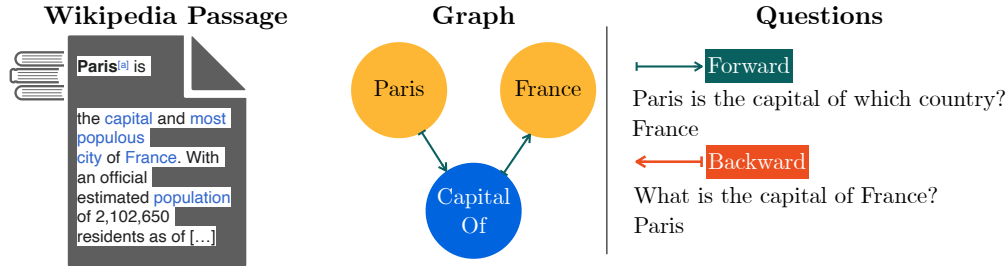 Wikipedia Passage
Paris[a] is
the capital and most
populous
city of France. With
an official
estimated population
of 2,102,650
residents as of [...]
Graph
Paris
France
Capital
Of
Questions
Forward
Paris is the capital of which country?
France
Backward
What is the capital of France?
Paris